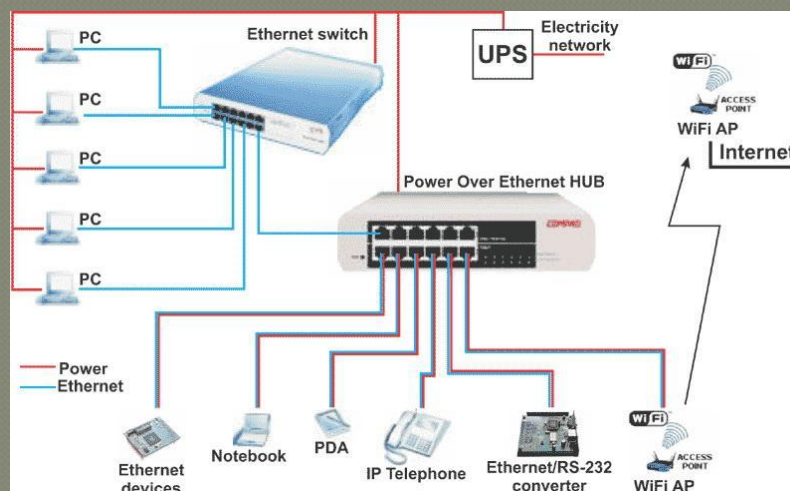 PC
Ethernet switch
UPS
Electricity
network
WiFi
ACCESS
POINT
WiFi AP
Internet
PC
PC
PC
PC
Power Over Ethernet HUB
Power
Ethernet
Ethernet
devices
Notebook
PDA
IP Telephone
Ethernet/RS-232
converter
WiFi
ACCESS
POINT
WiFi AP